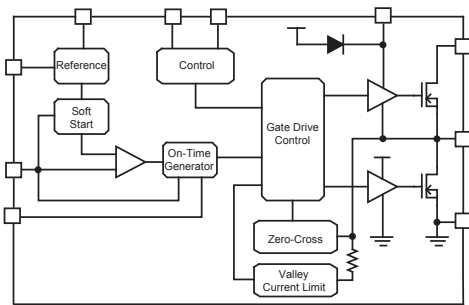 Reference
Control
Soft
Start
Gate Drive
Control
On-Time
Generator
Zero-Cross
Valley
Current Limit